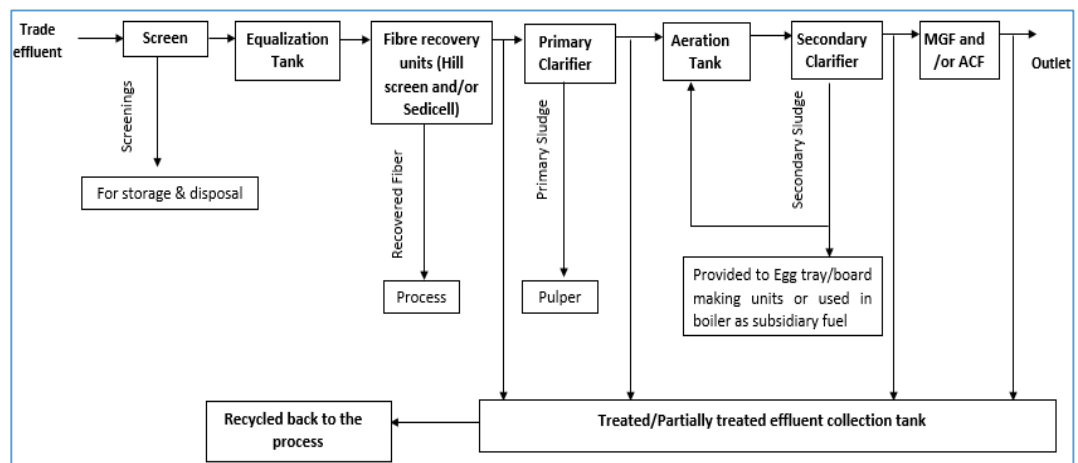 Trade
effluent
Screen
Equalization
Tank
Fibre recovery
units (Hill
screen and/or
Sedicell)
Primary
Clarifier
Aeration
Tank
Secondary
Clarifier
MGF and
/or ACF
Outlet
Screenings
Recovered Fiber
Primary Sludge
Secondary Sludge
For storage & disposal
Process
Pulper
Provided to Egg tray/board
making units or used in
boiler as subsidiary fuel
Recycled back to the
process
Treated/Partially treated effluent collection tank